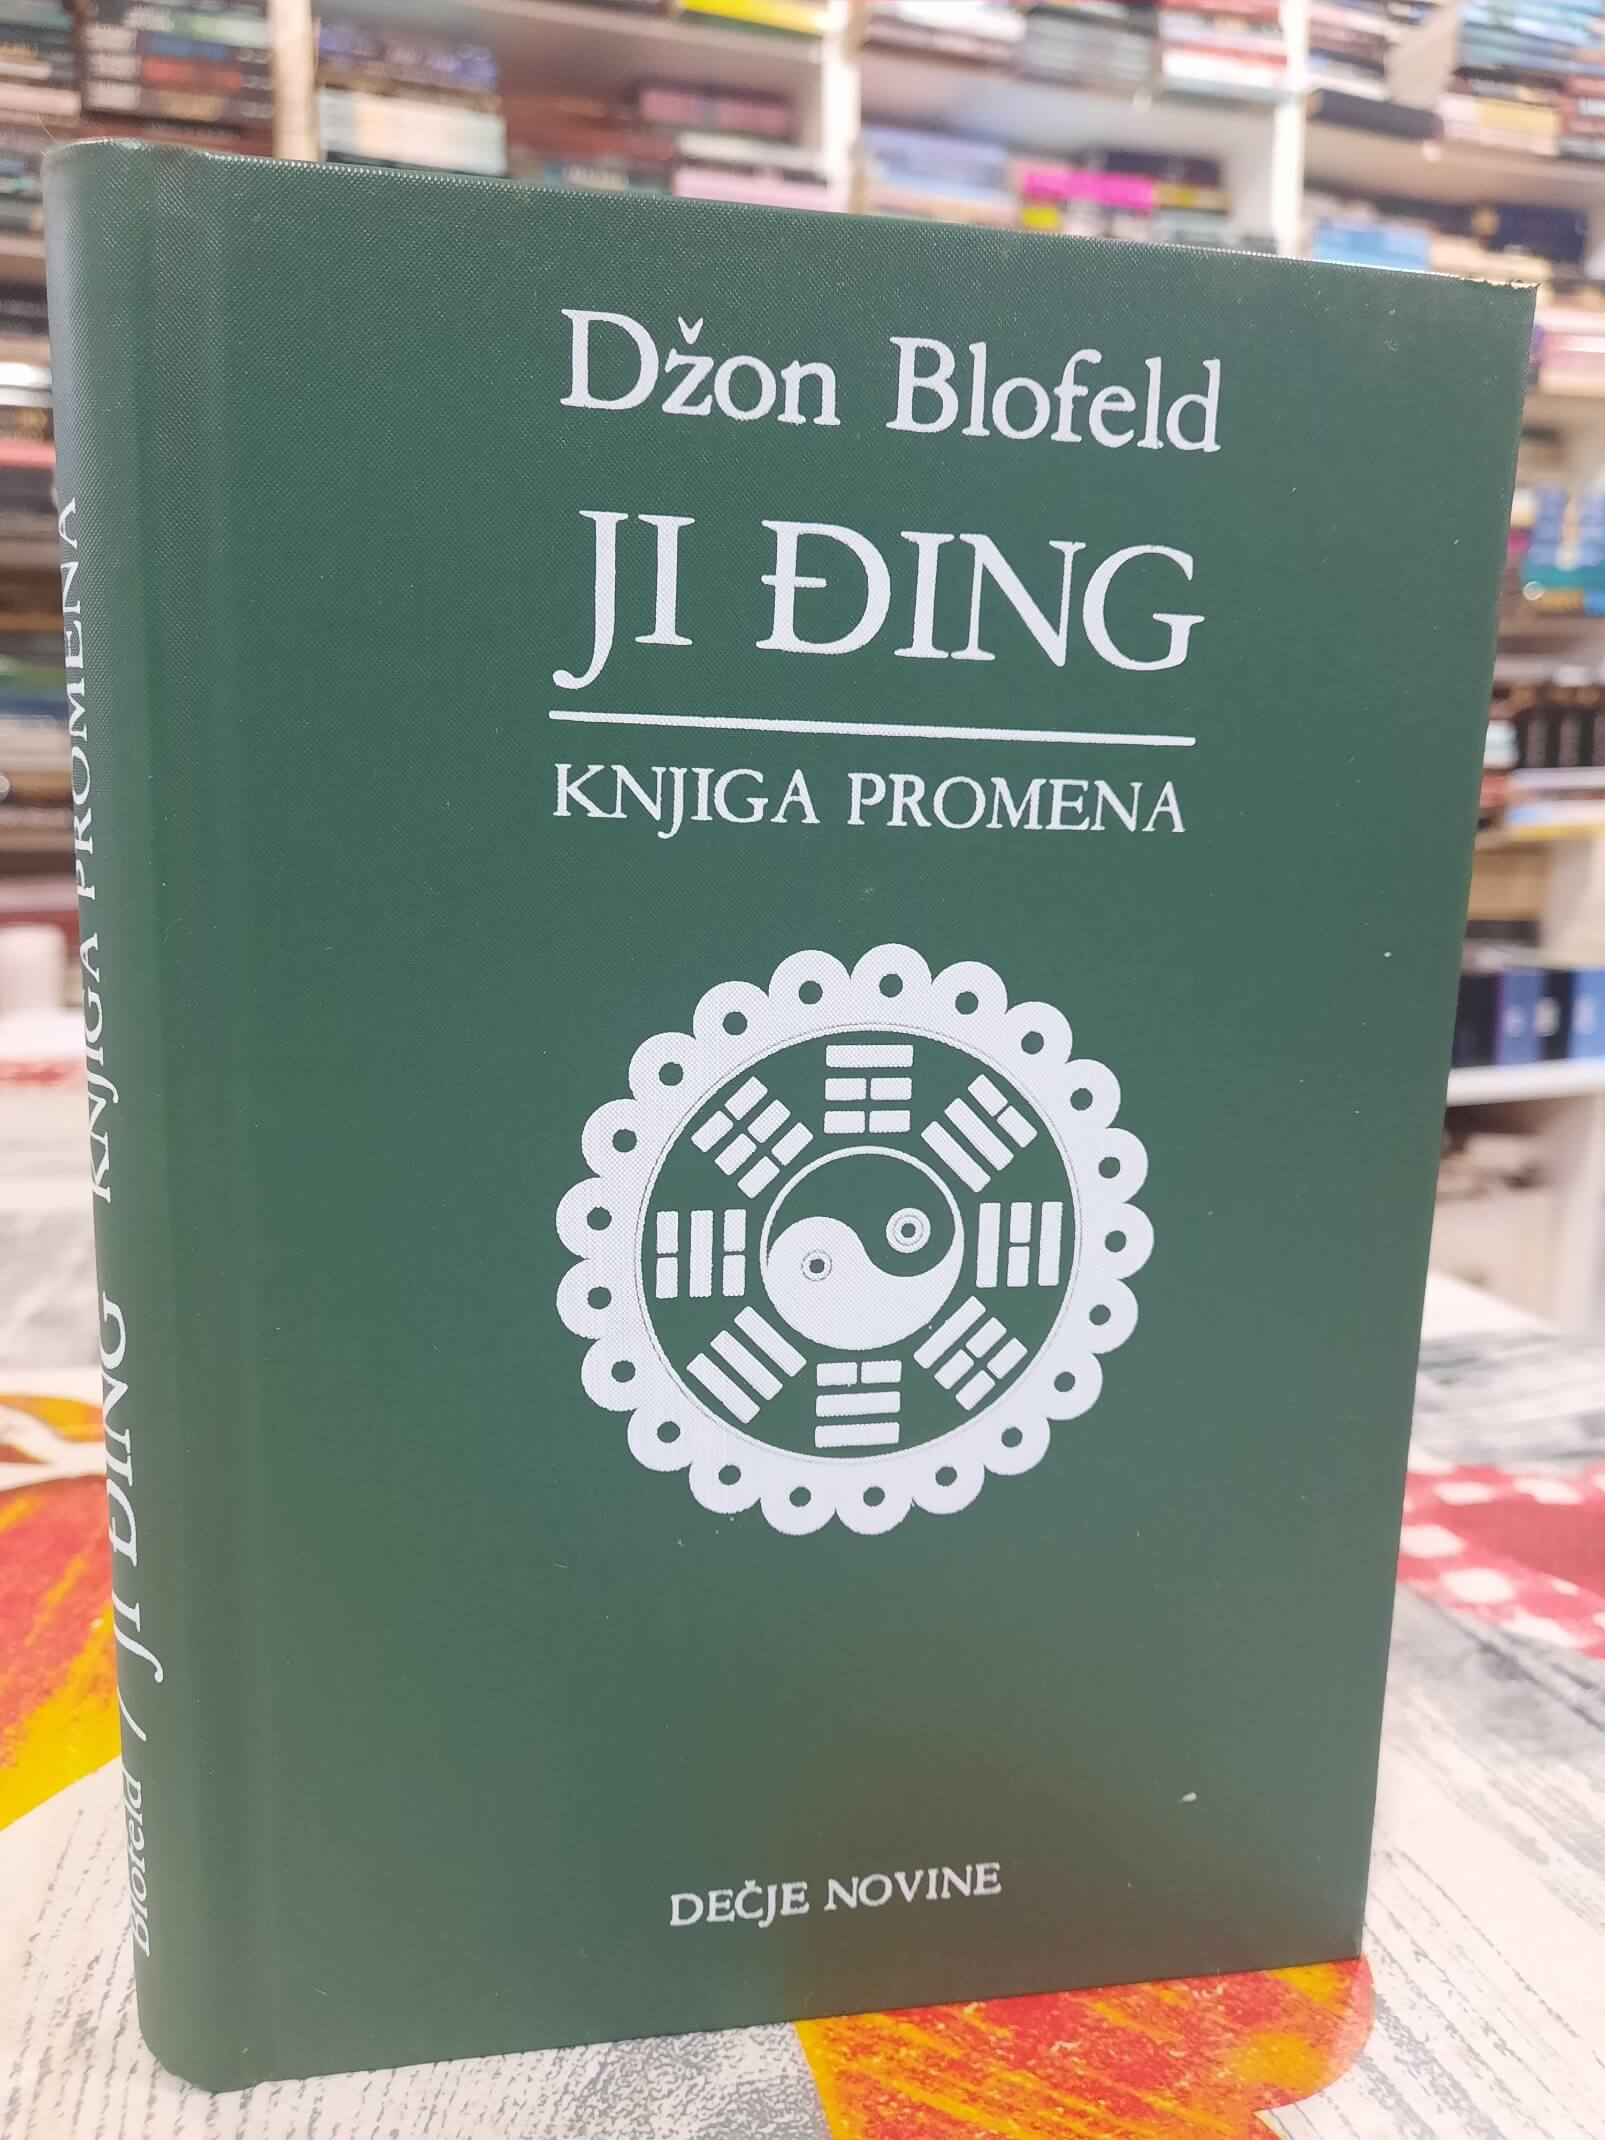 Džon Blofeld
JI ĐING
KNJIGA PROMENA
DEČJE NOVINE
blofeld / JI ĐING KNJIGA PROMENA